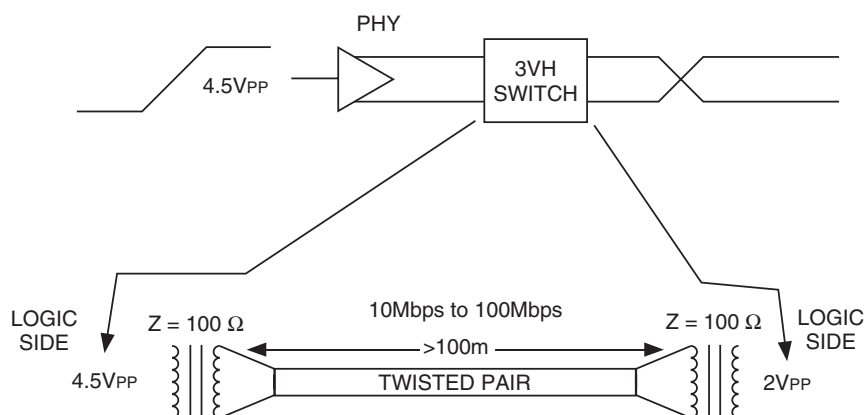 PHY
4.5VPP
3VH
SWITCH
10Mbps to 100Mbps
LOGIC
SIDE
Z = 100 Ω
Z = 100 Ω
LOGIC
SIDE
>100m
4.5VPP
TWISTED PAIR
2VPP